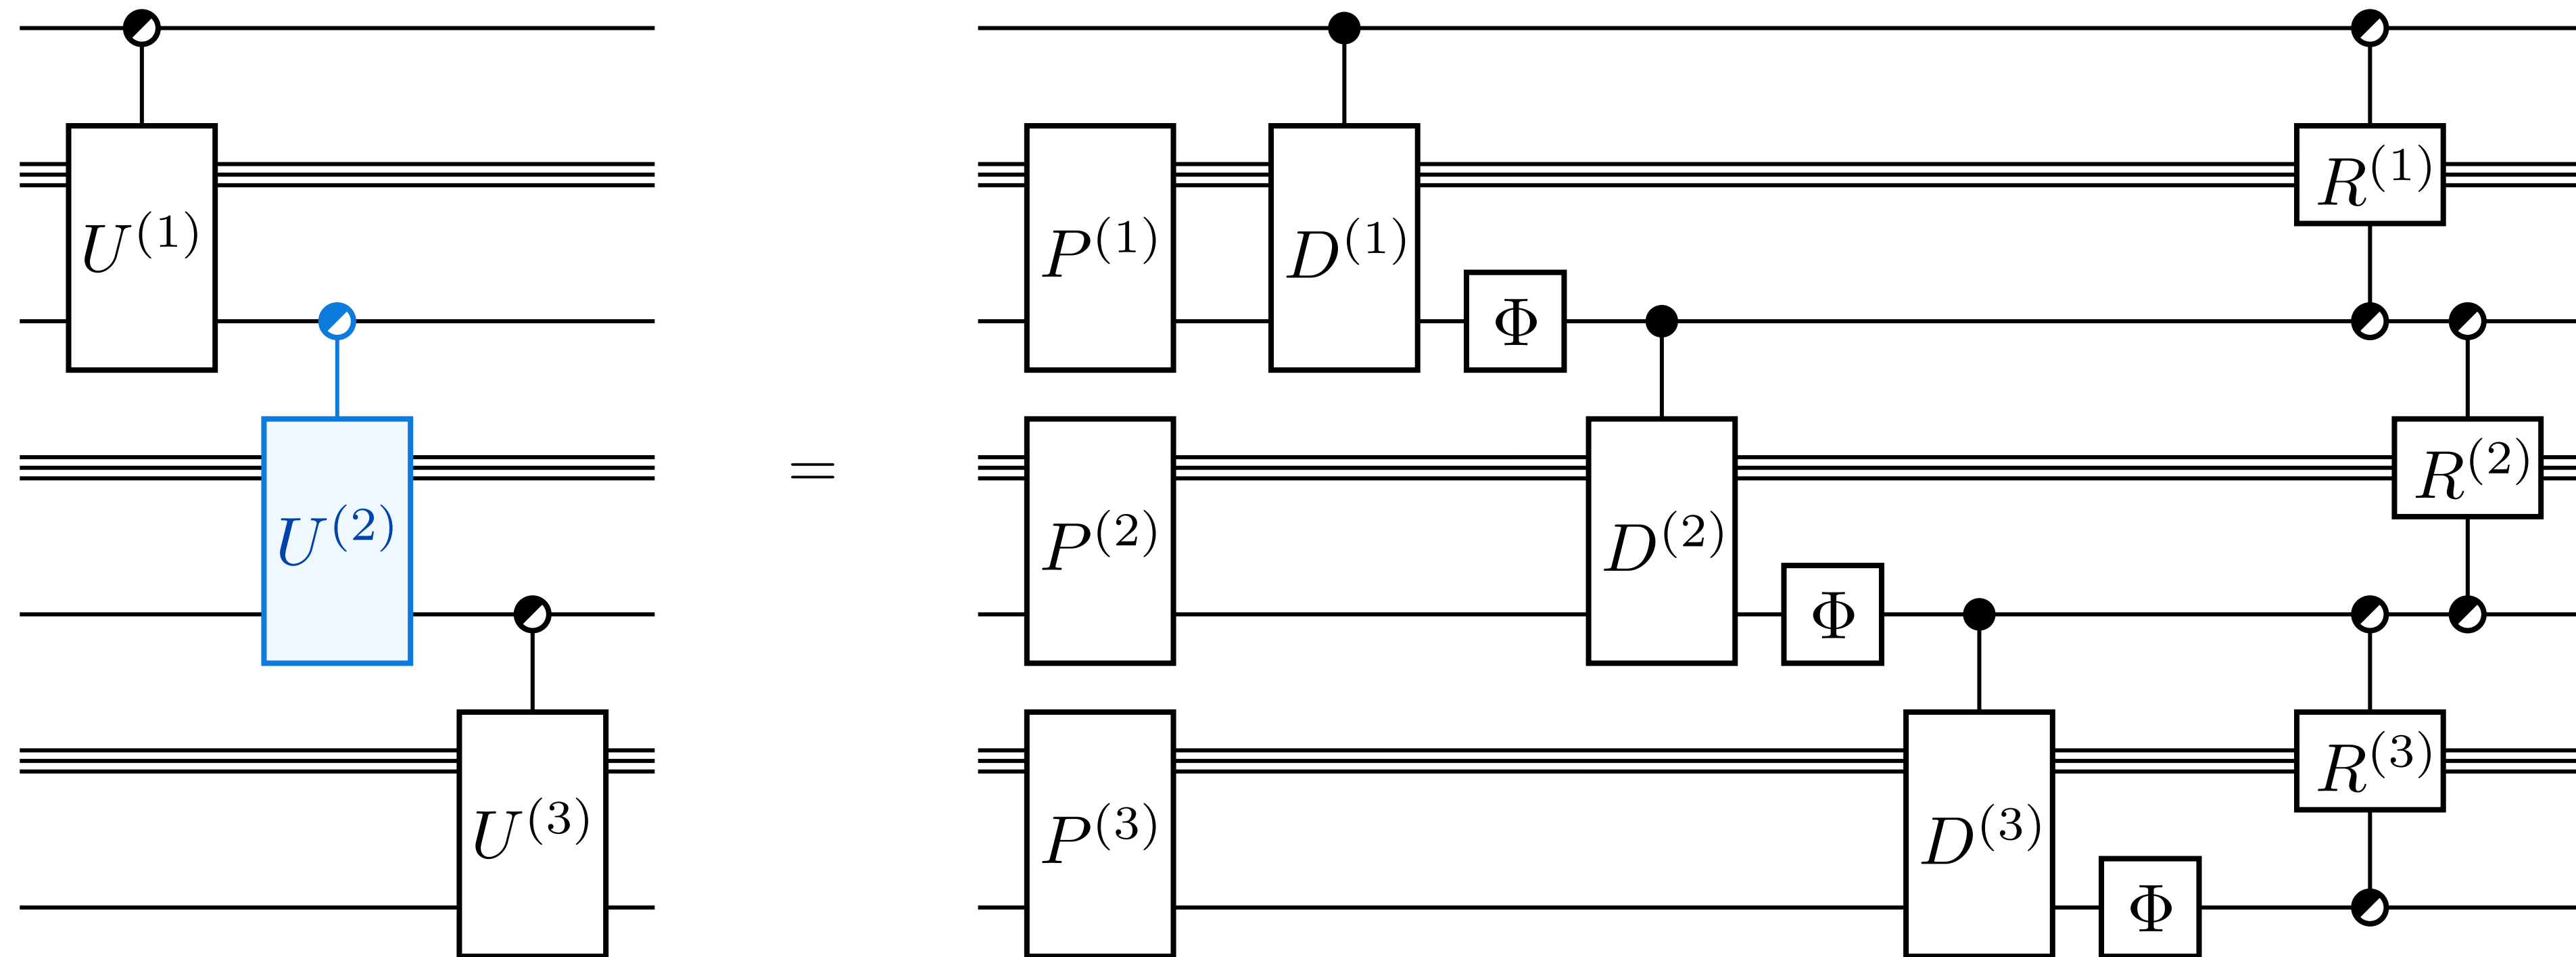 U^(1)
U^(2)
U^(3)
=
P^(1)
D^(1)
Φ
R^(1)
P^(2)
D^(2)
Φ
R^(2)
P^(3)
D^(3)
Φ
R^(3)